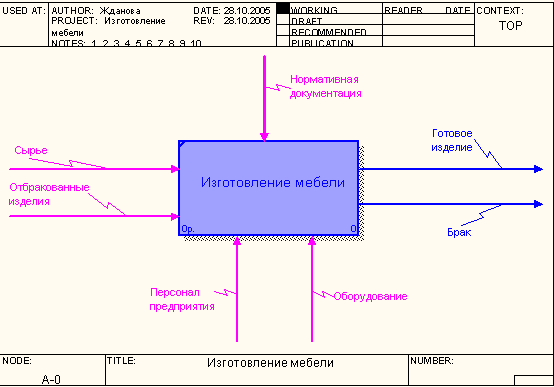 USED AT: AUTHOR: Жданова DATE: 28.10.2005 WORKING READER DATE CONTEXT:
PROJECT: Изготовление REV: 28.10.2005 DRAFT TOP
мебели RECOMMENDED
NOTES: 1 2 3 4 5 6 7 8 9 10 PUBLICATION
Нормативная
документация
Сырье
Готовое
изделие
Отбракованные
изделия
Изготовление мебели
0р. 0
Брак
Персонал
предприятия
Оборудование
NODE: TITLE: Изготовление мебели NUMBER:
A-0